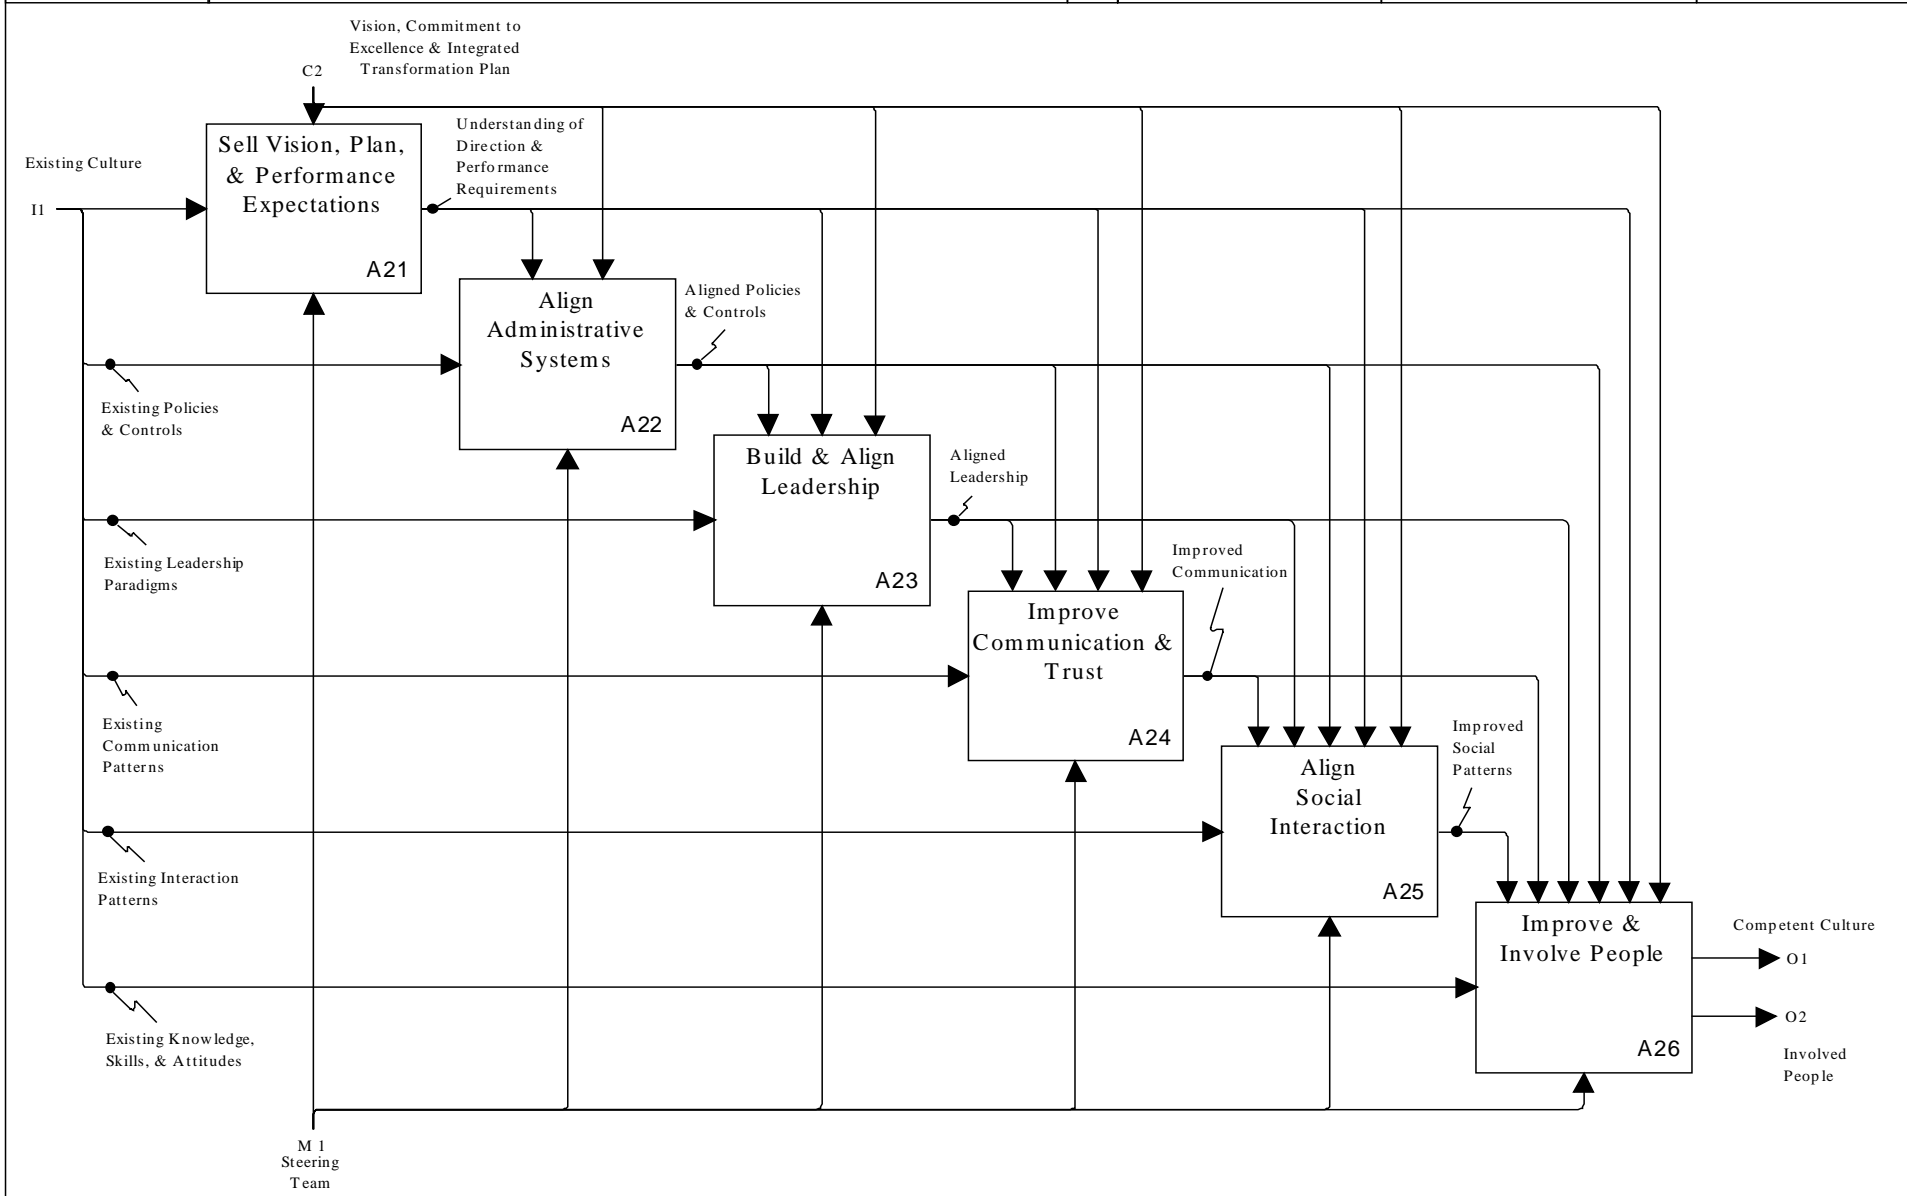 Vision, Commitment to
Excellence & Integrated
Transformation Plan
C2
Existing Culture
I1
Sell Vision, Plan,
& Performance
Expectations
A21
Understanding of
Direction &
Performance
Requirements
Align
Administrative
Systems
A22
Aligned Policies
& Controls
Existing Policies
& Controls
Build & Align
Leadership
A23
Aligned
Leadership
Existing Leadership
Paradigms
Improve
Communication &
Trust
A24
Improved
Communication
Existing
Communication
Patterns
Align
Social
Interaction
A25
Improved
Social
Patterns
Existing Interaction
Patterns
Improve &
Involve People
A26
Competent Culture
O1
O2
Involved
People
Existing Knowledge,
Skills, & Attitudes
M 1
Steering
Team